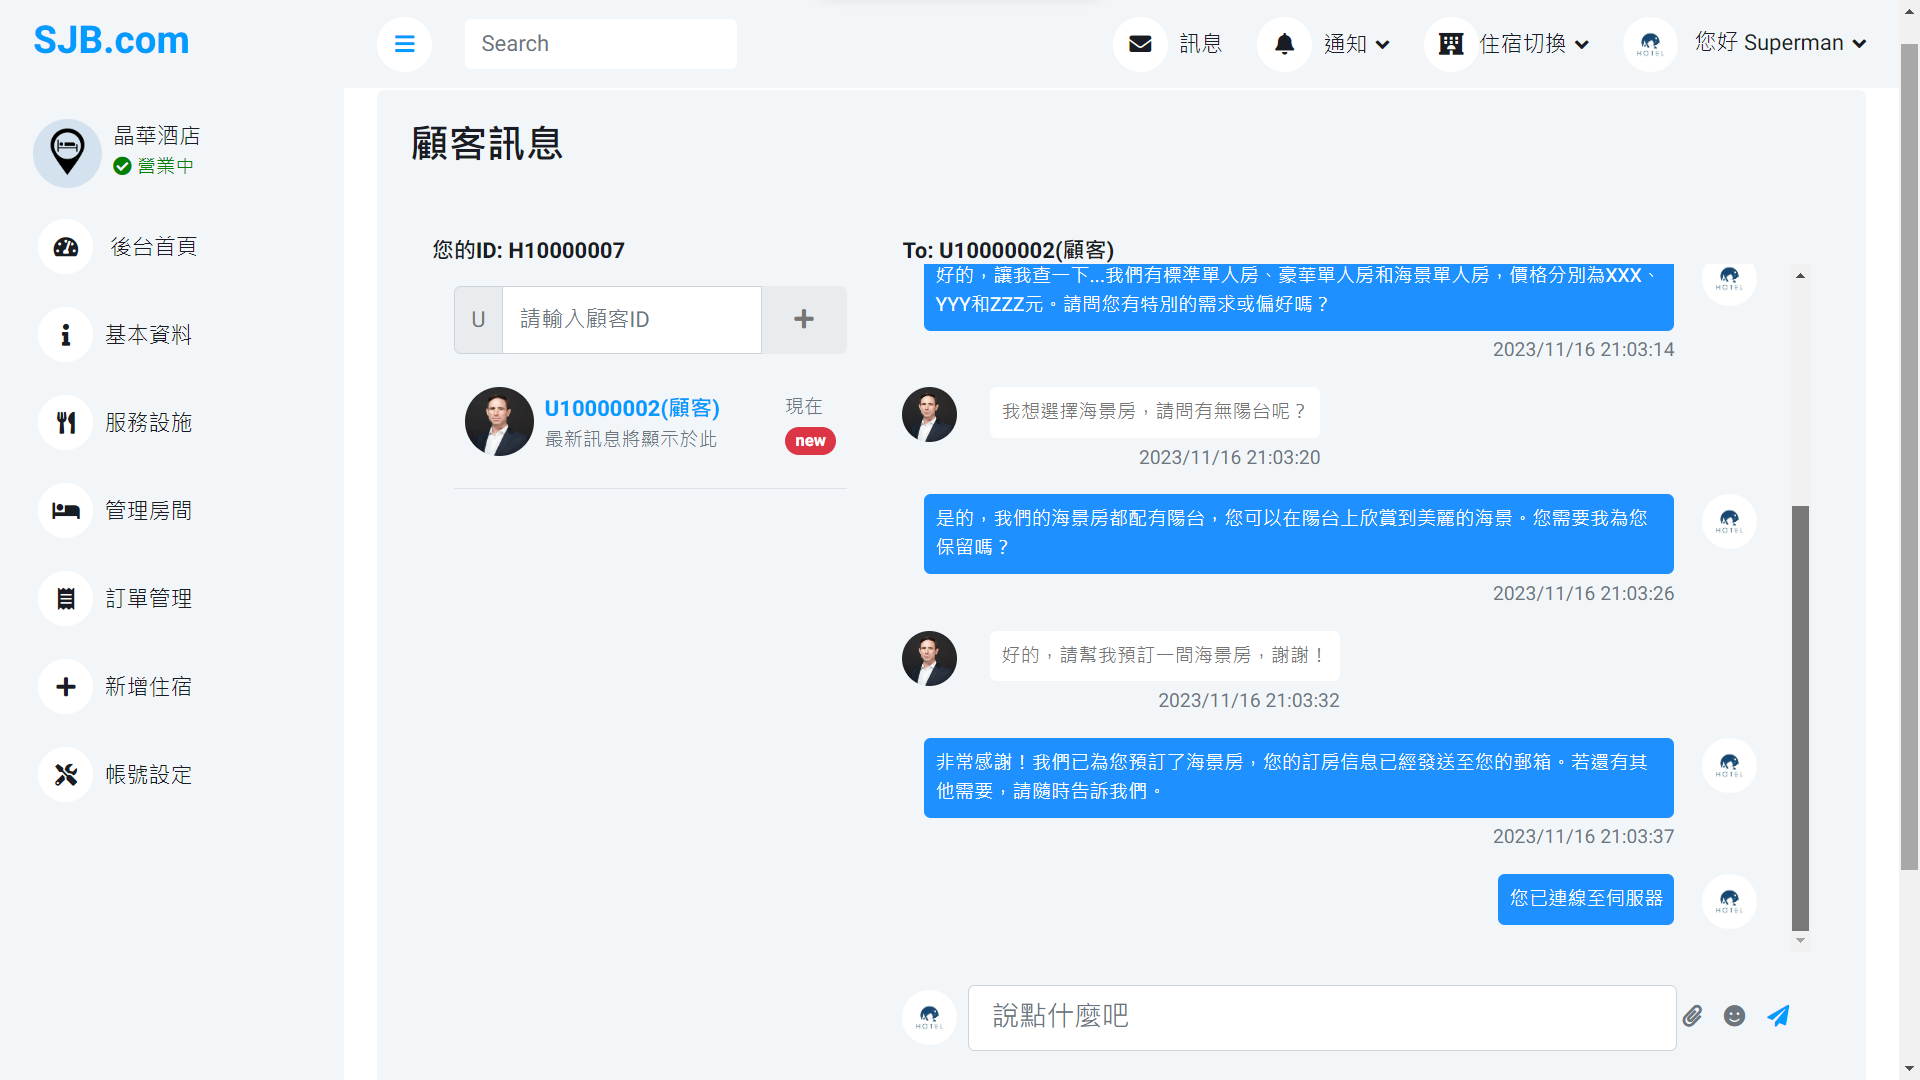 SJB.com
Search
訊息
通知
住宿切換
HOTEL
您好 Superman
晶華酒店
營業中
後台首頁
基本資料
服務設施
管理房間
訂單管理
新增住宿
帳號設定
顧客訊息
您的ID: H10000007
U
請輸入顧客ID
U10000002(顧客)
現在
最新訊息將顯示於此
new
To: U10000002(顧客)
好的，讓我查一下...我們有標準單人房、豪華單人房和海景單人房，價格分別為XXX、
YYY和ZZZ元。請問您有特別的需求或偏好嗎？
HOTEL
2023/11/16 21:03:14
我想選擇海景房，請問有無陽台呢？
2023/11/16 21:03:20
是的，我們的海景房都配有陽台，您可以在陽台上欣賞到美麗的海景。您需要我為您
保留嗎？
HOTEL
2023/11/16 21:03:26
好的，請幫我預訂一間海景房，謝謝！
2023/11/16 21:03:32
非常感謝！我們已為您預訂了海景房，您的訂房信息已經發送至您的郵箱。若還有其
他需要，請隨時告訴我們。
HOTEL
2023/11/16 21:03:37
您已連線至伺服器
HOTEL
HOTEL
說點什麼吧